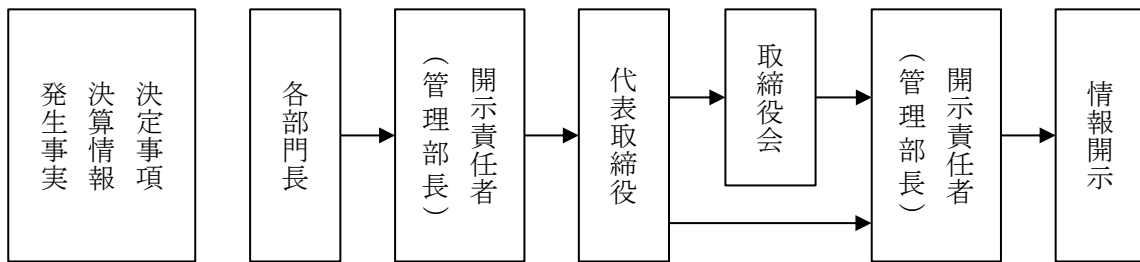 決定事項
決算情報
発生事実
各部門長
開示責任者
（管理部長）
代表取締役
取締役会
開示責任者
（管理部長）
情報開示